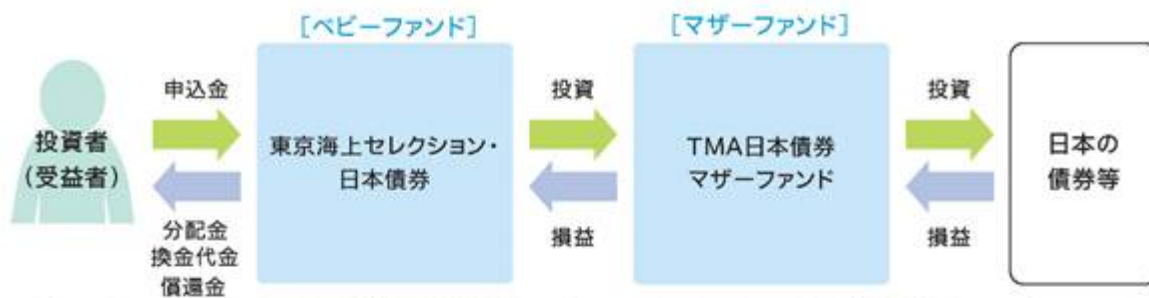 [ベビーファンド]
[マザーファンド]
投資者
(受益者)
申込金
分配金
換金代金
償還金
東京海上セレクション・
日本債券
投資
損益
TMA日本債券
マザーファンド
投資
損益
日本の
債券等